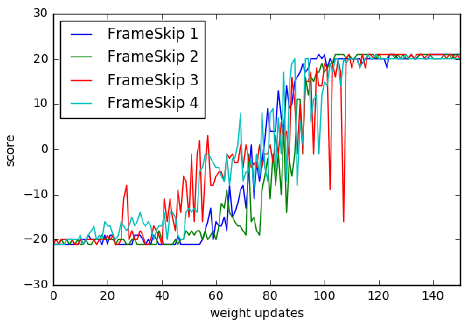 30
20
10
0
−10
−20
−30
score
FrameSkip 1
FrameSkip 2
FrameSkip 3
FrameSkip 4
0 20 40 60 80 100 120 140
weight updates